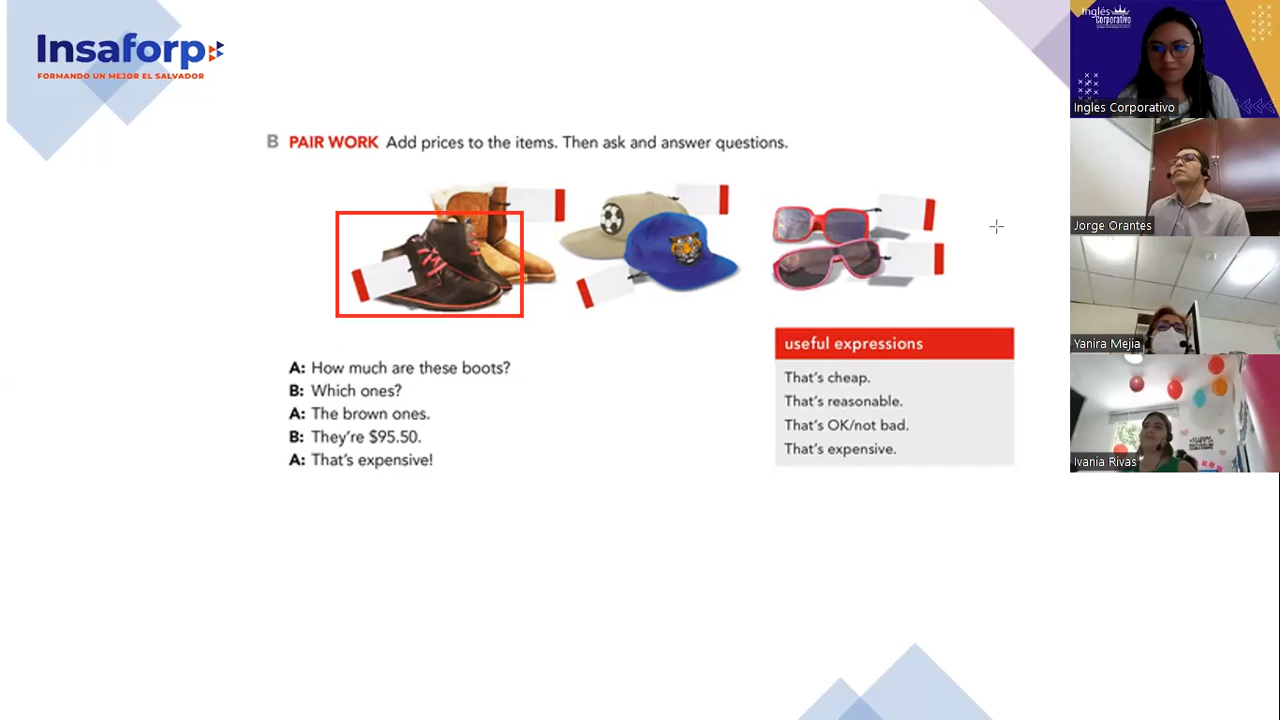 Insaforp
FORMANDO UN MEJOR EL SALVADOR
B PAIR WORK Add prices to the items. Then ask and answer questions.
A: How much are these boots?
B: Which ones?
A: The brown ones.
B: They're $95.50.
A: That's expensive!
useful expressions
That's cheap.
That's reasonable.
That's OK/not bad.
That's expensive.
Inglés
Corporativo
Ingles Corporativo
Jorge Orantes
Yanira Mejia
Ivania Rivas